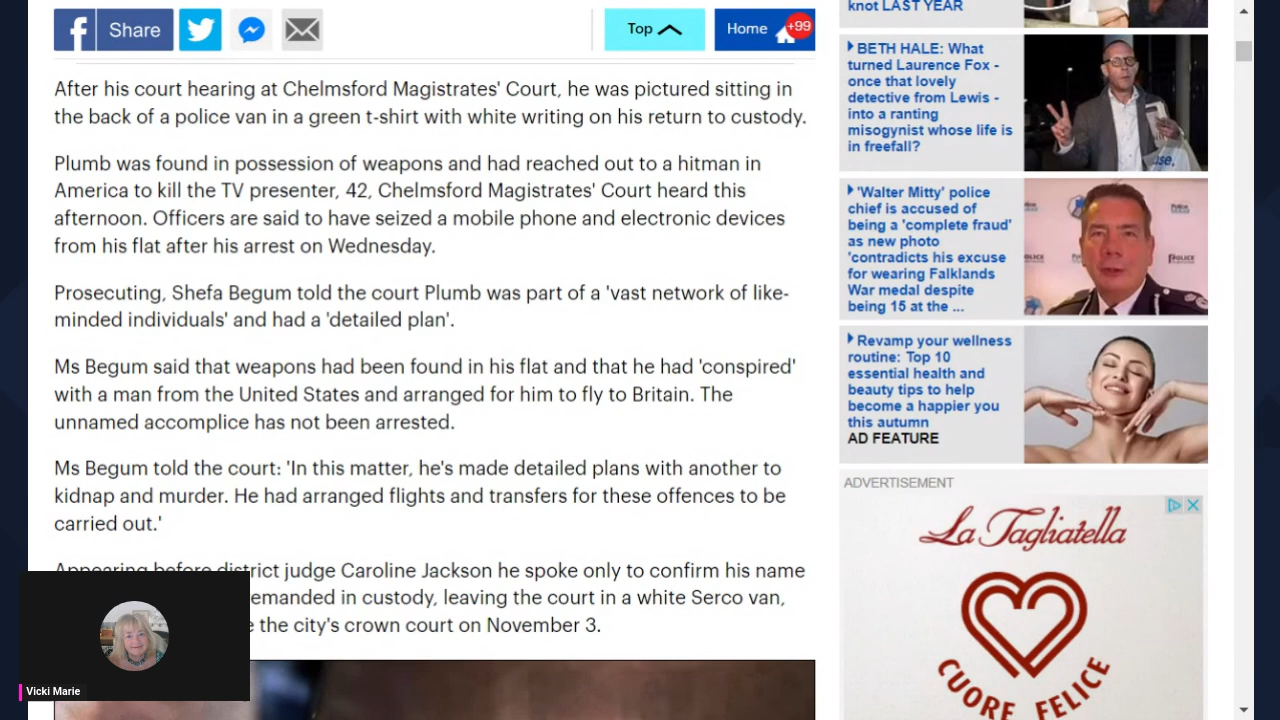 Share
Top
Home
+99
After his court hearing at Chelmsford Magistrates' Court, he was pictured sitting in
the back of a police van in a green t-shirt with white writing on his return to custody.
Plumb was found in possession of weapons and had reached out to a hitman in
America to kill the TV presenter, 42, Chelmsford Magistrates' Court heard this
afternoon. Officers are said to have seized a mobile phone and electronic devices
from his flat after his arrest on Wednesday.
Prosecuting, Shefa Begum told the court Plumb was part of a 'vast network of like-
minded individuals' and had a 'detailed plan'.
Ms Begum said that weapons had been found in his flat and that he had 'conspired'
with a man from the United States and arranged for him to fly to Britain. The
unnamed accomplice has not been arrested.
Ms Begum told the court: 'In this matter, he's made detailed plans with another to
kidnap and murder. He had arranged flights and transfers for these offences to be
carried out.'
Appearing before district judge Caroline Jackson he spoke only to confirm his name
emanded in custody, leaving the court in a white Serco van,
the city's crown court on November 3.
Vicki Marie
knot LAST YEAR
BETH HALE: What
turned Laurence Fox -
once that lovely
detective from Lewis -
into a ranting
misogynist whose life is
in freefall?
'Walter Mitty' police
chief is accused of
being a 'complete fraud'
as new photo
'contradicts his excuse
for wearing Falklands
War medal despite
being 15 at the ...
POLICE
Revamp your wellness
routine: Top 10
essential health and
beauty tips to help
become a happier you
this autumn
AD FEATURE
ADVERTISEMENT
La Tagliatella
CUORE FELICE